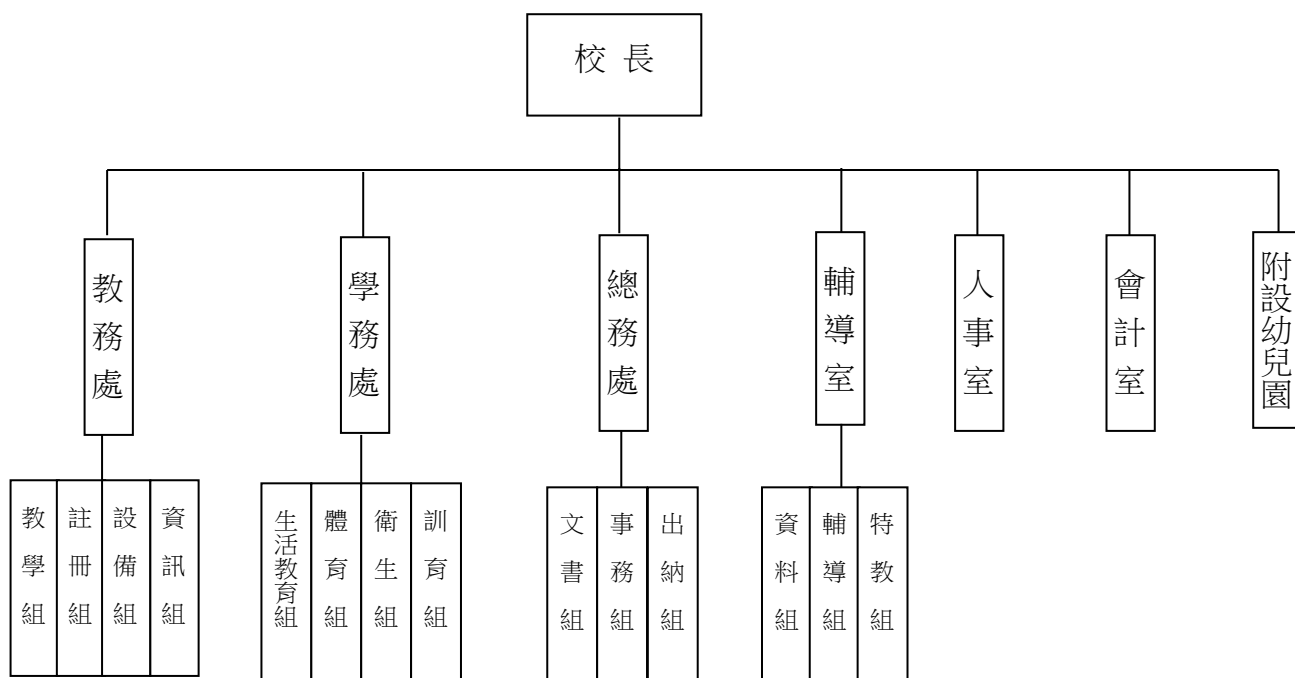 校長
教務處
學務處
總務處
輔導室
人事室
會計室
附設幼兒園
教學組
註冊組
設備組
資訊組
生活教育組
體育組
衛生組
訓育組
文書組
事務組
出納組
資料組
輔導組
特教組